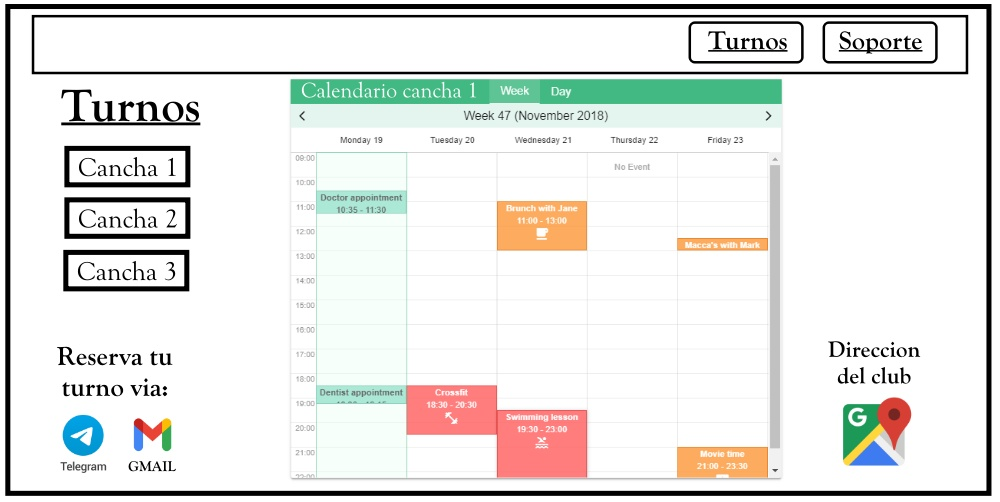 Turnos
Soporte
Turnos
Cancha 1
Cancha 2
Cancha 3
Reserva tu
turno via:
Telegram
GMAIL
Calendario cancha 1
Week
Day
Week 47 (November 2018)
Monday 19
Tuesday 20
Wednesday 21
Thursday 22
Friday 23
09:00
10:00
11:00
12:00
13:00
14:00
15:00
16:00
17:00
18:00
19:00
20:00
21:00
22:00
Doctor appointment
10:35 - 11:30
Dentist appointment
Crossfit
18:30 - 20:30
Brunch with Jane
11:00 - 13:00
Swimming lesson
19:30 - 23:00
No Event
Macca's with Mark
Movie time
21:00 - 23:30
Direccion
del club
G